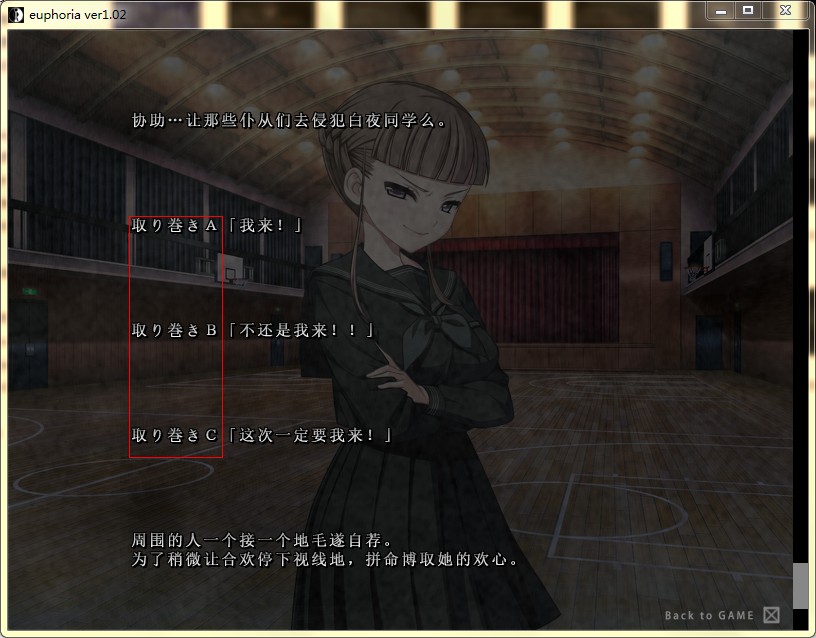 euphoria ver1.02
协助…让那些仆从们去侵犯白夜同学么。
取り巻きＡ「我来！」
取り巻きＢ「不还是我来！！」
取り巻きＣ「这次一定要我来！」
周围的人一个接一个地毛遂自荐。
为了稍微让合欢停下视线地，拼命博取她的欢心。
Back to GAME